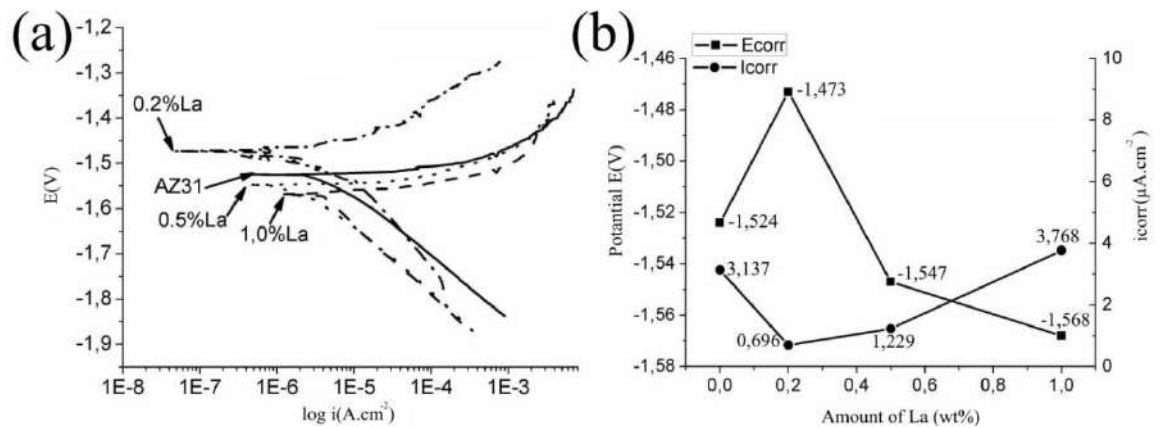 (a)
-1,2
-1,3
-1,4
-1,5
-1,6
-1,7
-1,8
-1,9
E(V)
0.2%La
AZ31
0.5%La
1,0%La
1E-8 1E-7 1E-6 1E-5 1E-4 1E-3
log i(A.cm-2)
(b)
Ecorr
Icorr
-1,46
-1,48
-1,50
-1,52
-1,54
-1,56
-1,58
Potential E(V)
-1,473
-1,524
3,137
0,696
-1,547
1,229
3,768
-1,568
10
8
6
4
2
0
icorr(µA.cm-2)
0,0 0,2 0,4 0,6 0,8 1,0
Amount of La (wt%)